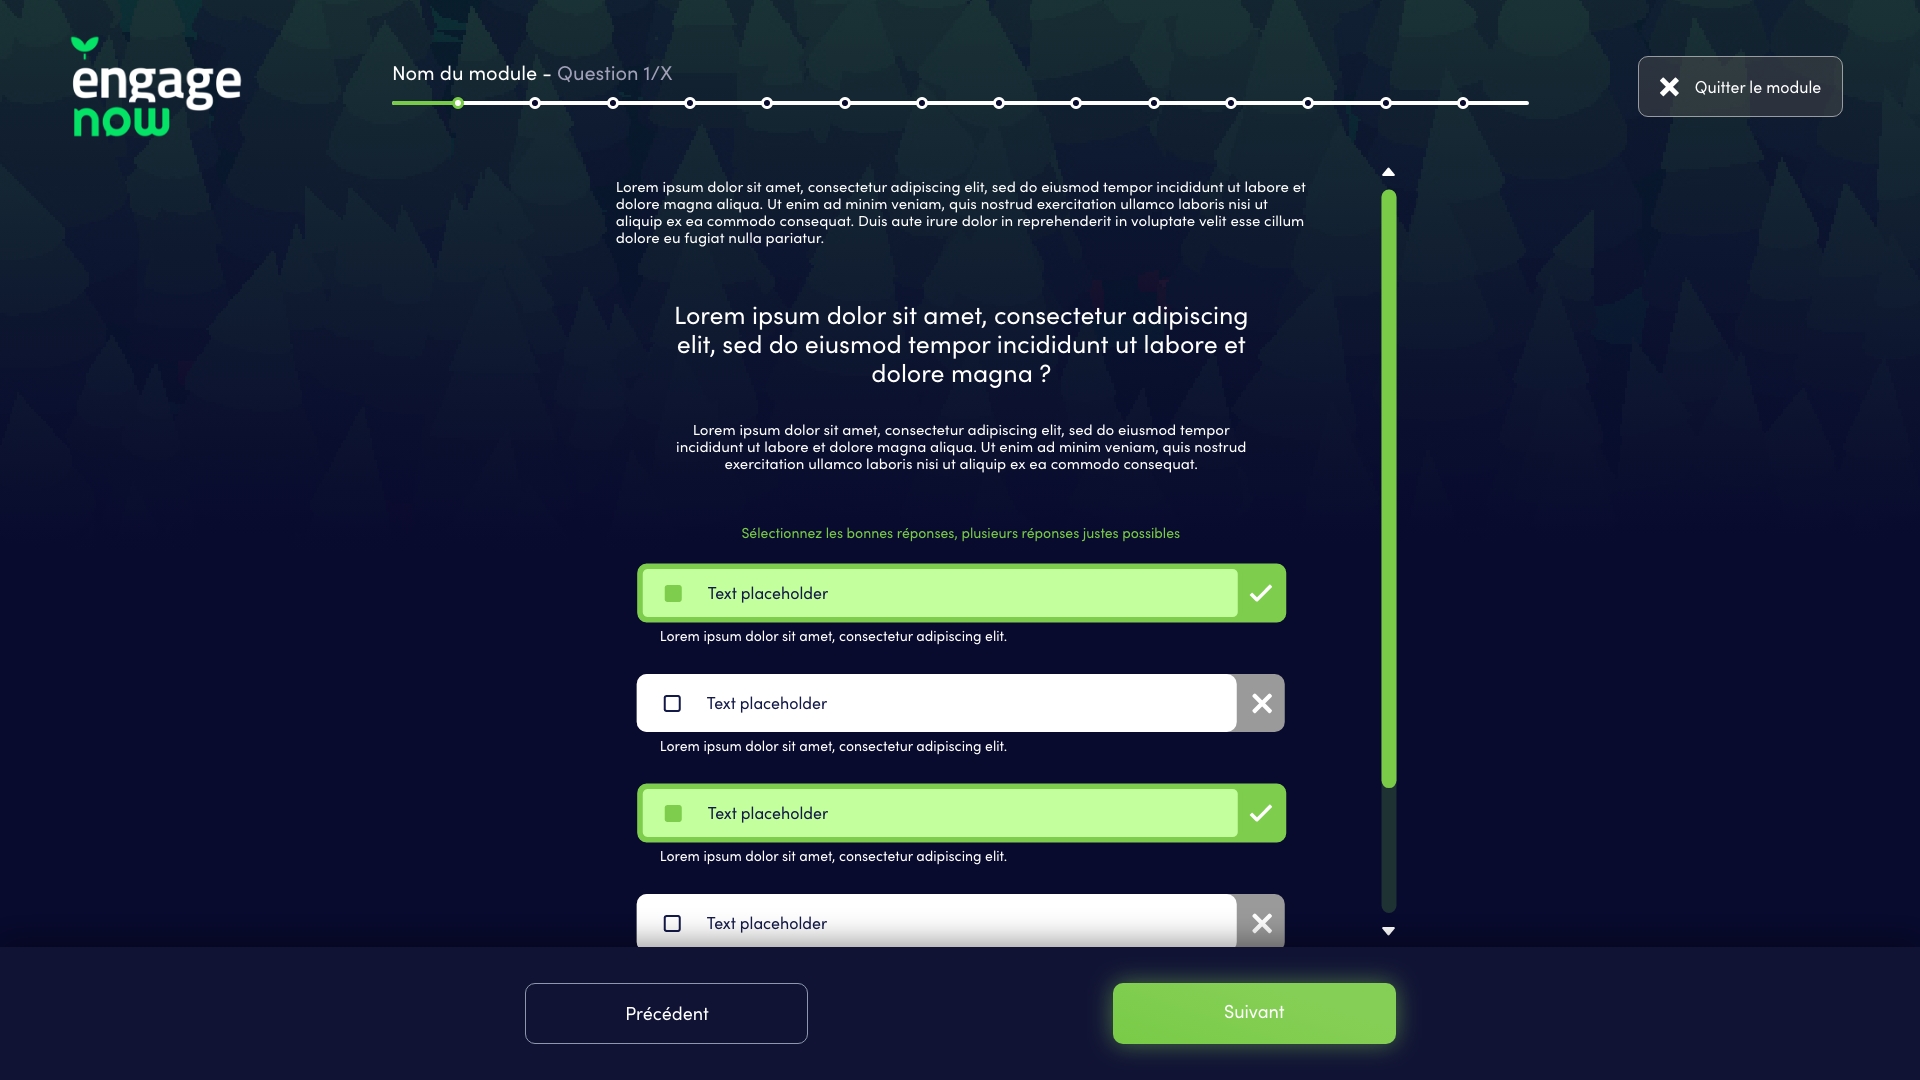 engage
now
Nom du module - Question 1/X
Quitter le module
Lorem ipsum dolor sit amet, consectetur adipiscing elit, sed do eiusmod tempor incididunt ut labore et
dolore magna aliqua. Ut enim ad minim veniam, quis nostrud exercitation ullamco laboris nisi ut
aliquip ex ea commodo consequat. Duis aute irure dolor in reprehenderit in voluptate velit esse cillum
dolore eu fugiat nulla pariatur.
Lorem ipsum dolor sit amet, consectetur adipiscing
elit, sed do eiusmod tempor incididunt ut labore et
dolore magna ?
Lorem ipsum dolor sit amet, consectetur adipiscing elit, sed do eiusmod tempor
incididunt ut labore et dolore magna aliqua. Ut enim ad minim veniam, quis nostrud
exercitation ullamco laboris nisi ut aliquip ex ea commodo consequat.
Sélectionnez les bonnes réponses, plusieurs réponses justes possibles
Text placeholder
Lorem ipsum dolor sit amet, consectetur adipiscing elit.
Text placeholder
Lorem ipsum dolor sit amet, consectetur adipiscing elit.
Text placeholder
Lorem ipsum dolor sit amet, consectetur adipiscing elit.
Text placeholder
Précédent
Suivant